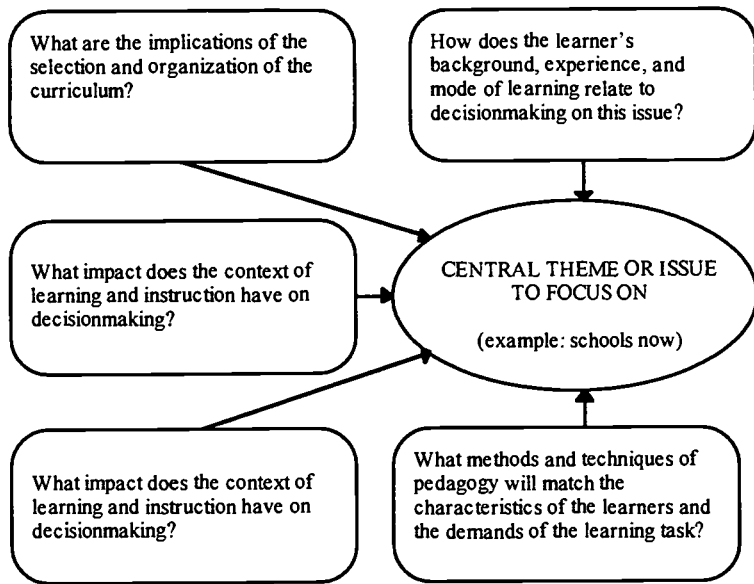 What are the implications of the
selection and organization of the
curriculum?
How does the learner's
background, experience, and
mode of learning relate to
decisionmaking on this issue?
What impact does the context of
learning and instruction have on
decisionmaking?
CENTRAL THEME OR ISSUE
TO FOCUS ON
(example: schools now)
What impact does the context of
learning and instruction have on
decisionmaking?
What methods and techniques of
pedagogy will match the
characteristics of the learners and
the demands of the learning task?